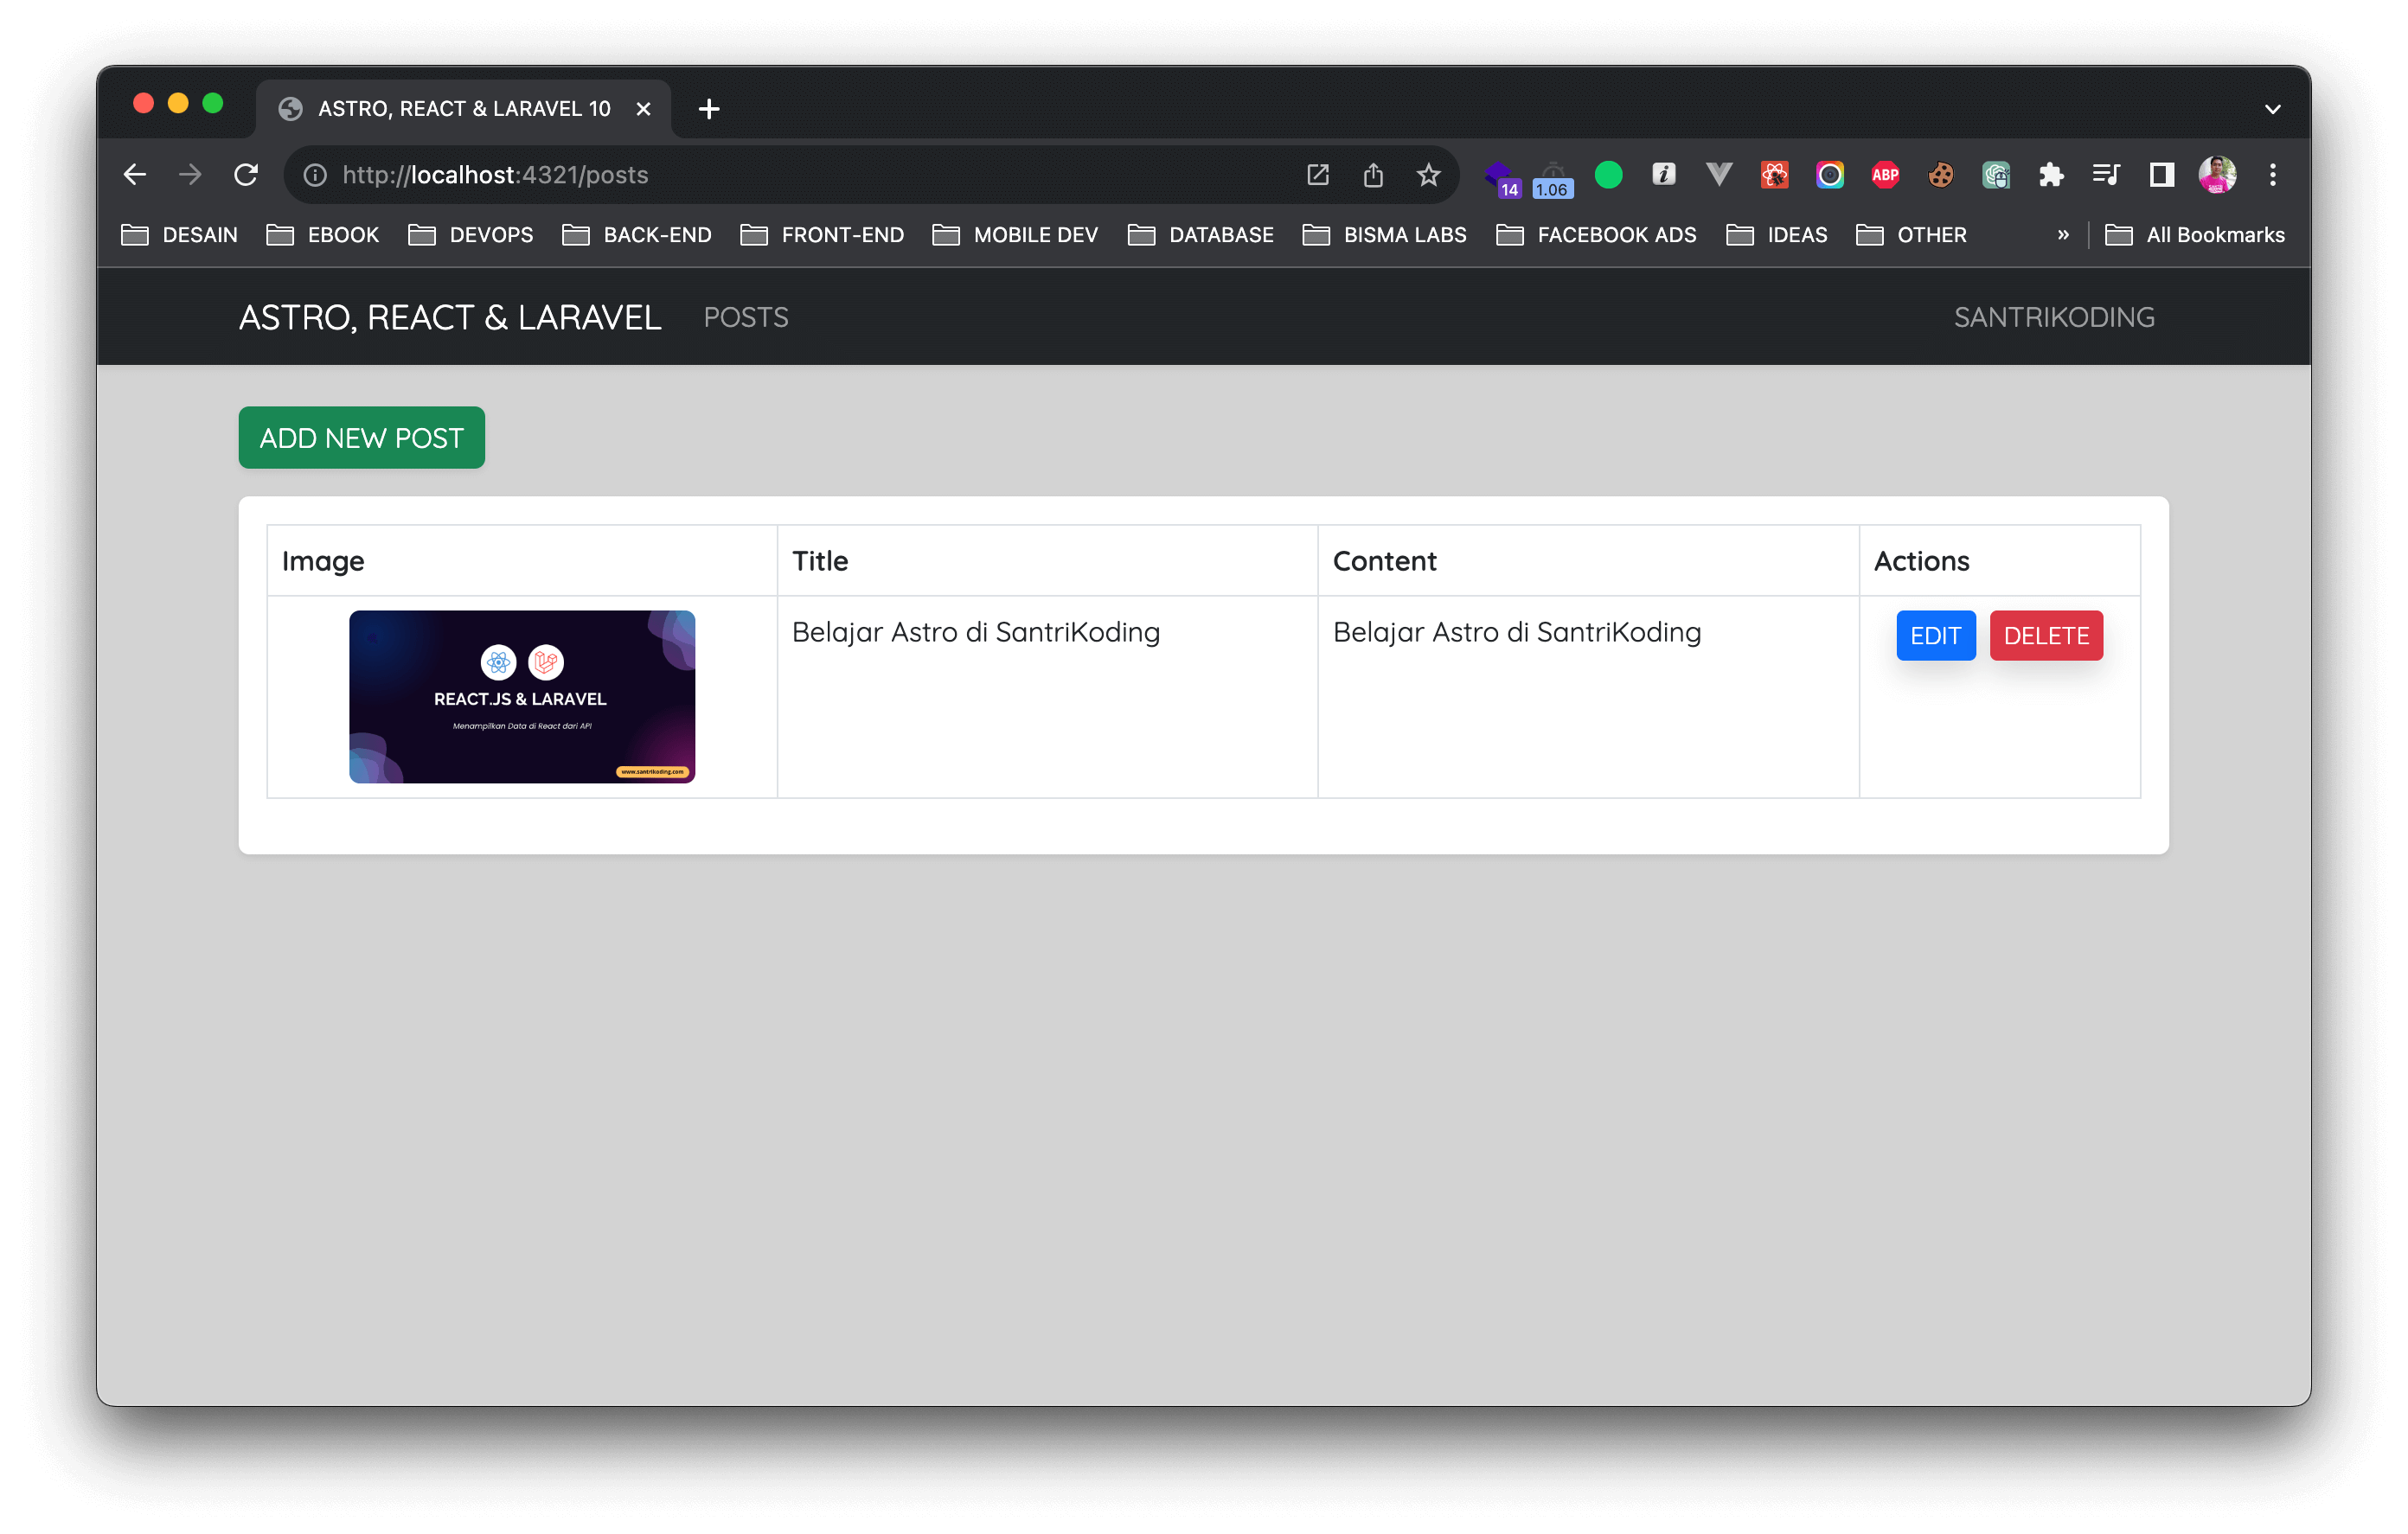 ASTRO, REACT & LARAVEL 10
http://localhost:4321/posts
14
1.06
i
ABP
DESAIN EBOOK DEVOPS BACK-END FRONT-END MOBILE DEV DATABASE BISMA LABS FACEBOOK ADS IDEAS OTHER » All Bookmarks
ASTRO, REACT & LARAVEL POSTS SANTRIKODING
ADD NEW POST
Image Title Content Actions
Belajar Astro di SantriKoding Belajar Astro di SantriKoding EDIT DELETE
REACT.JS & LARAVEL
Menampilkan Data di React dari API
www.santrikoding.com